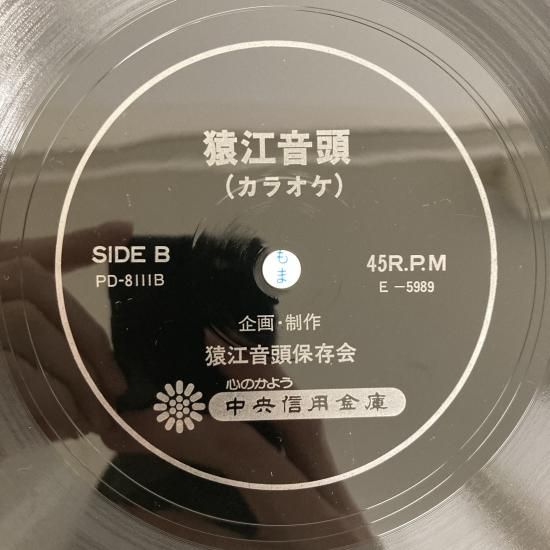 猿江音頭
(カラオケ)
SIDE B
PD-8111B
もま
45R.P.M
E-5989
企画・制作
猿江音頭保存会
心のかよう
中央信用金庫